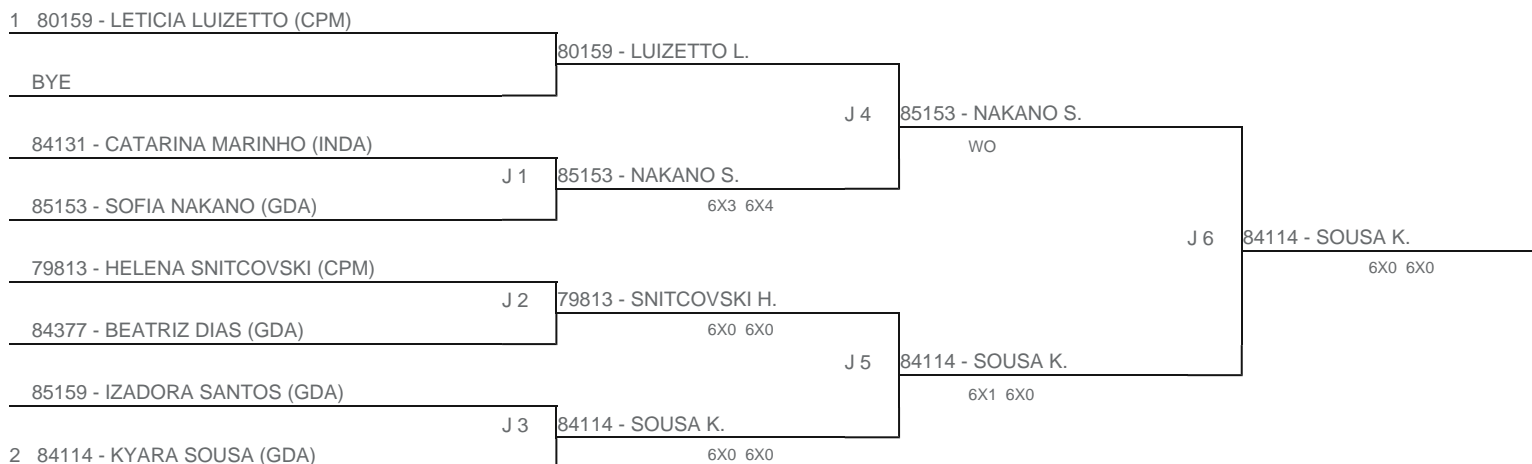 1 80159 - LETICIA LUIZETTO (CPM)
80159 - LUIZETTO L.
BYE
J 4
85153 - NAKANO S.
84131 - CATARINA MARINHO (INDA)
WO
J 1
85153 - NAKANO S.
85153 - SOFIA NAKANO (GDA)
6X3 6X4
J 6
84114 - SOUSA K.
79813 - HELENA SNITCOVSKI (CPM)
6X0 6X0
J 2
79813 - SNITCOVSKI H.
84377 - BEATRIZ DIAS (GDA)
6X0 6X0
J 5
84114 - SOUSA K.
85159 - IZADORA SANTOS (GDA)
6X1 6X0
J 3
84114 - SOUSA K.
2 84114 - KYARA SOUSA (GDA)
6X0 6X0